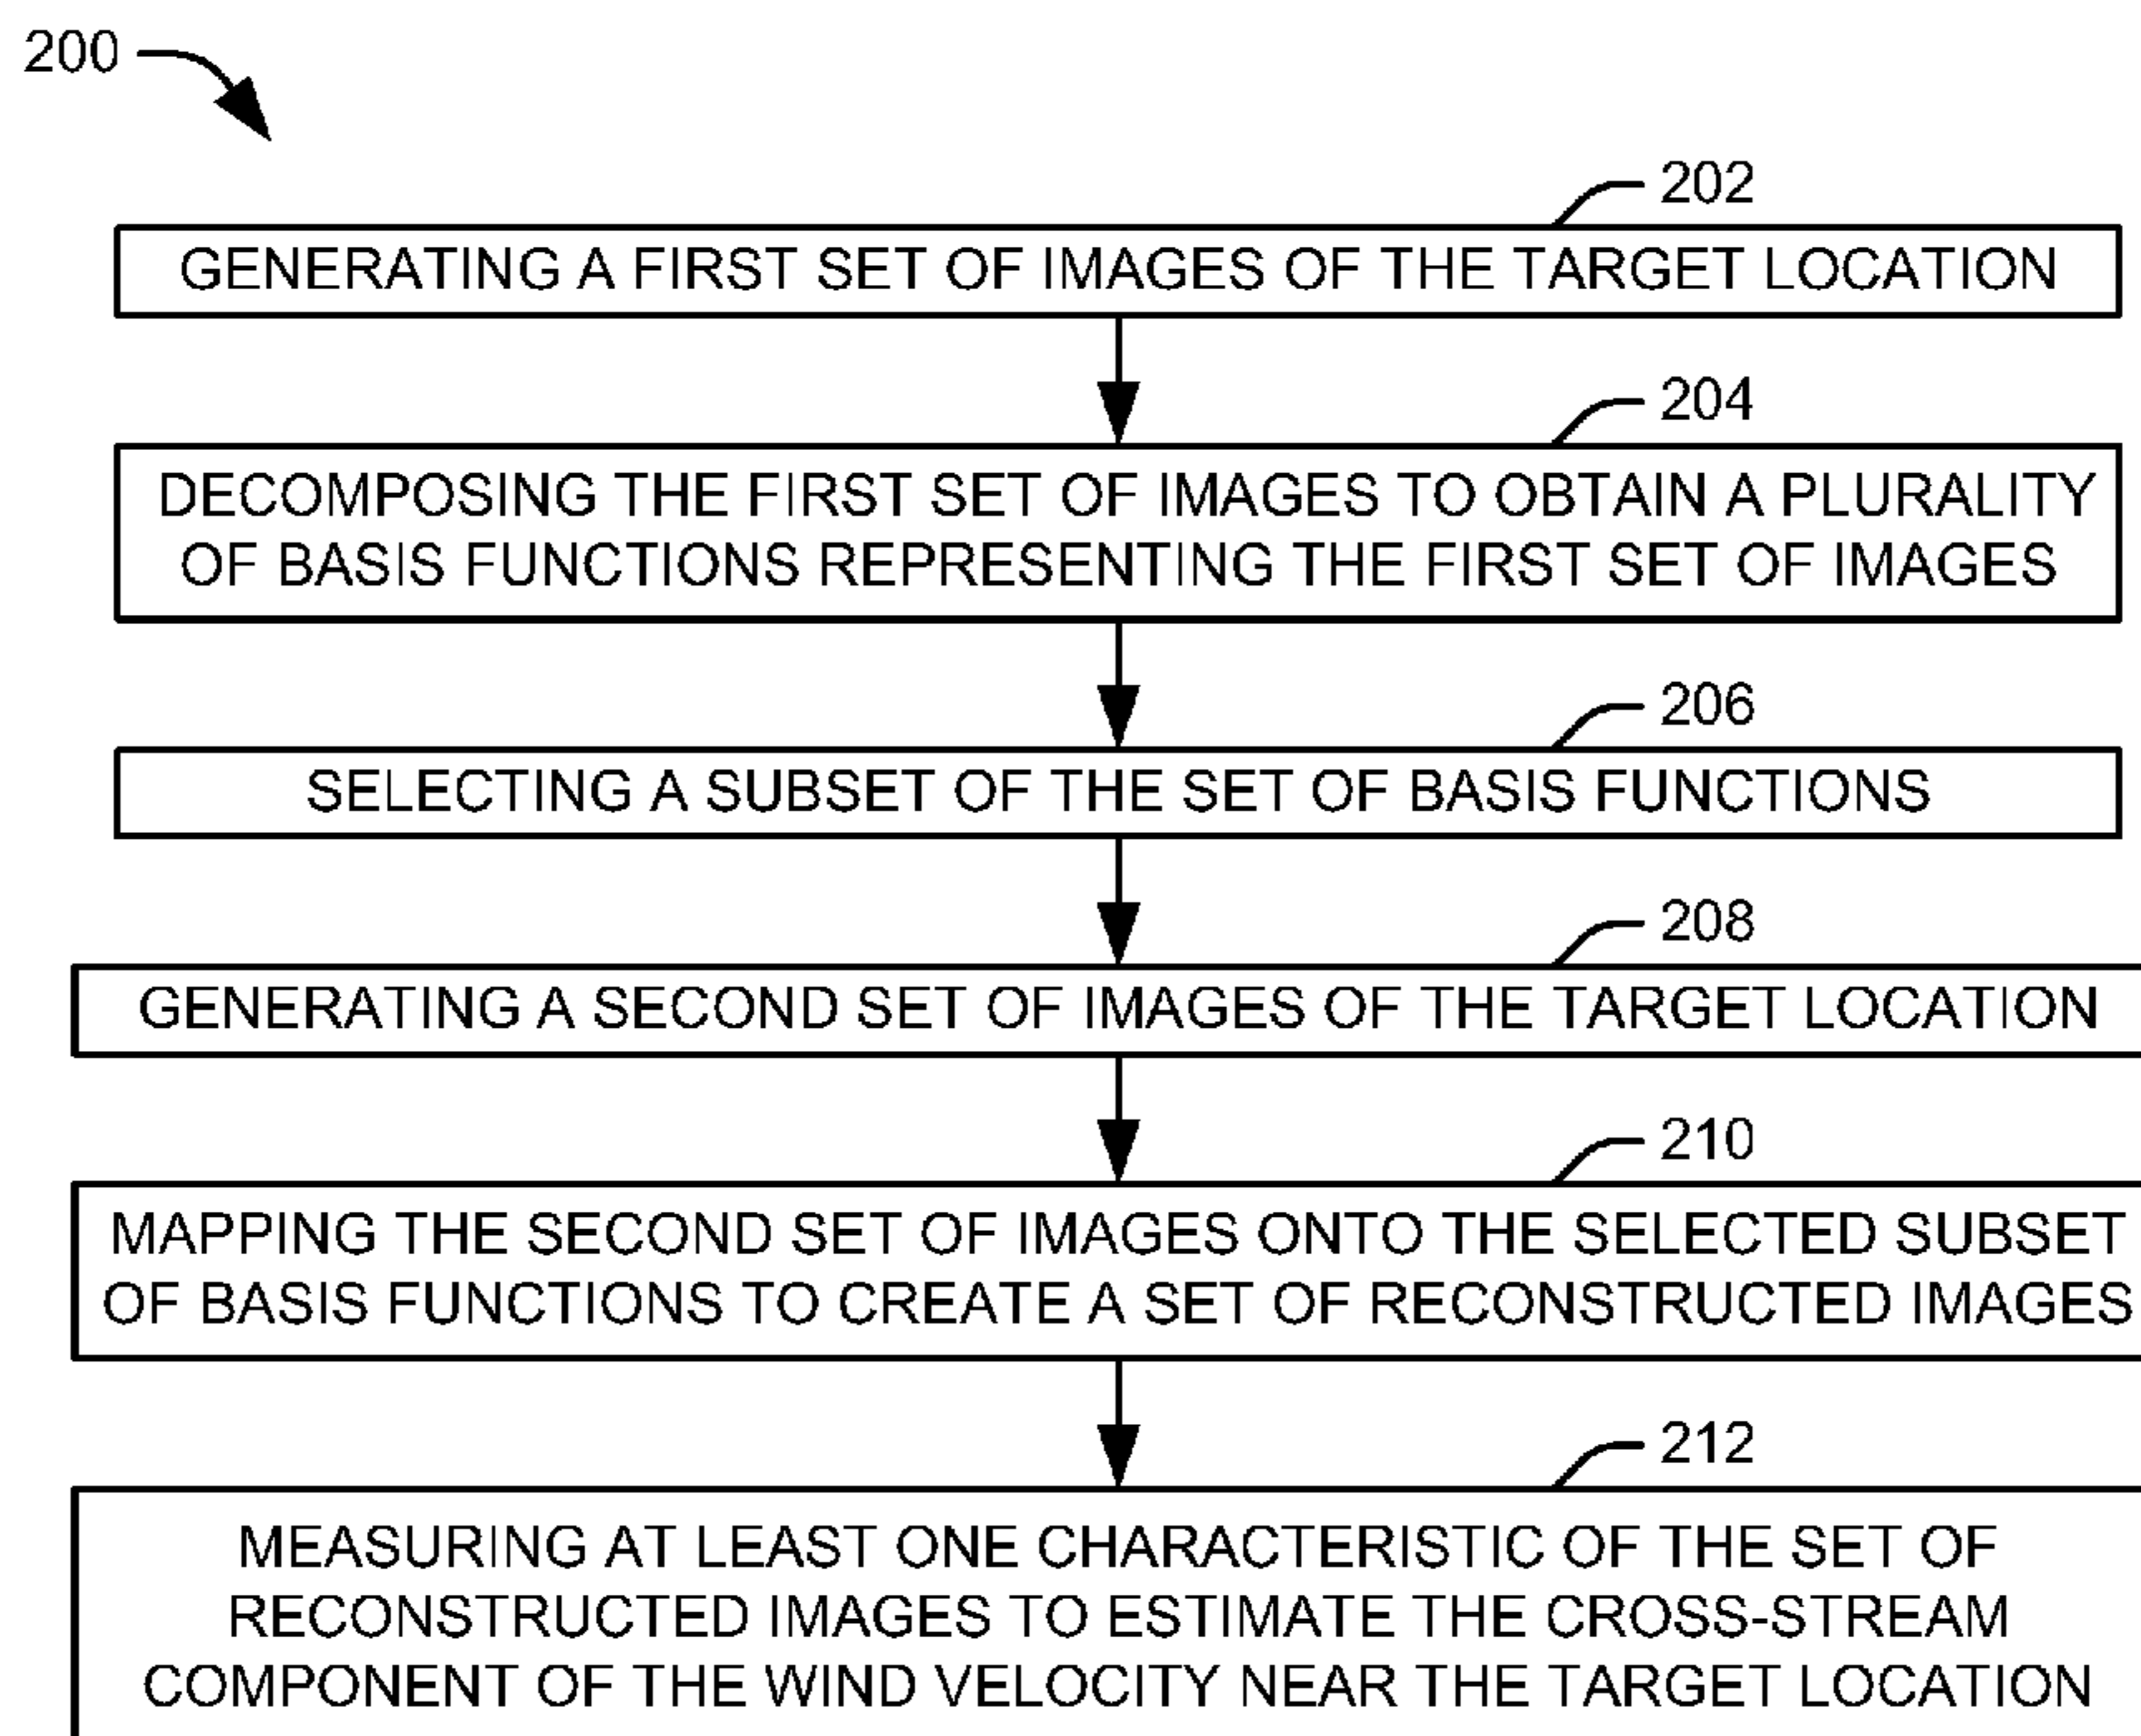 200
202
GENERATING A FIRST SET OF IMAGES OF THE TARGET LOCATION
204
DECOMPOSING THE FIRST SET OF IMAGES TO OBTAIN A PLURALITY
OF BASIS FUNCTIONS REPRESENTING THE FIRST SET OF IMAGES
206
SELECTING A SUBSET OF THE SET OF BASIS FUNCTIONS
208
GENERATING A SECOND SET OF IMAGES OF THE TARGET LOCATION
210
MAPPING THE SECOND SET OF IMAGES ONTO THE SELECTED SUBSET
OF BASIS FUNCTIONS TO CREATE A SET OF RECONSTRUCTED IMAGES
212
MEASURING AT LEAST ONE CHARACTERISTIC OF THE SET OF
RECONSTRUCTED IMAGES TO ESTIMATE THE CROSS-STREAM
COMPONENT OF THE WIND VELOCITY NEAR THE TARGET LOCATION